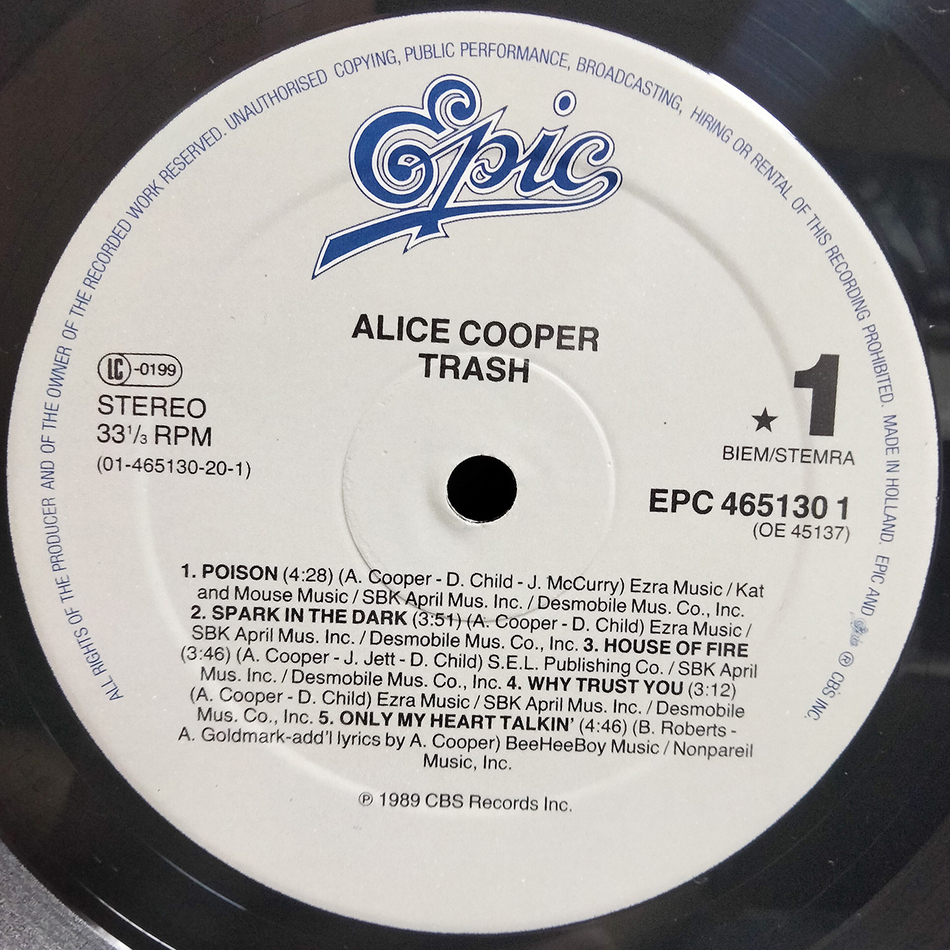 ALL RIGHTS OF THE PRODUCER AND OF THE OWNER OF THE RECORDED WORK RESERVED. UNAUTHORISED COPYING, PUBLIC PERFORMANCE, BROADCASTING, HIRING OR RENTAL OF THIS RECORDING PROHIBITED. MADE IN HOLLAND. EPIC AND Epic ® CBS INC.
Epic
ALICE COOPER
TRASH
LC-0199
STEREO
33⅓ RPM
(01-465130-20-1)
★ 1
BIEM/STEMRA
EPC 465130 1
(OE 45137)
1. POISON (4:28) (A. Cooper - D. Child - J. McCurry) Ezra Music / Kat
and Mouse Music / SBK April Mus. Inc. / Desmobile Mus. Co., Inc.
2. SPARK IN THE DARK (3:51) (A. Cooper - D. Child) Ezra Music /
SBK April Mus. Inc. / Desmobile Mus. Co., Inc. 3. HOUSE OF FIRE
(3:46) (A. Cooper - J. Jett - D. Child) S.E.L. Publishing Co. / SBK April
Mus. Inc. / Desmobile Mus. Co., Inc. 4. WHY TRUST YOU (3:12)
(A. Cooper - D. Child) Ezra Music / SBK April Mus. Inc. / Desmobile
Mus. Co., Inc. 5. ONLY MY HEART TALKIN' (4:46) (B. Roberts -
A. Goldmark-add'l lyrics by A. Cooper) BeeHeeBoy Music / Nonpareil
Music, Inc.
℗ 1989 CBS Records Inc.